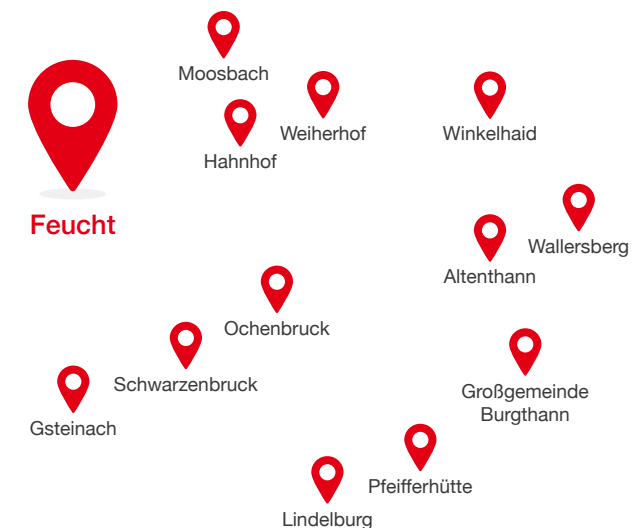 Moosbach
Weiherhof
Winkelhaid
Hahnhof
Feucht
Wallersberg
Altenthann
Ochenbruck
Schwarzenbruck
Großgemeinde
Burgthann
Gsteinach
Pfeifferhütte
Lindelburg